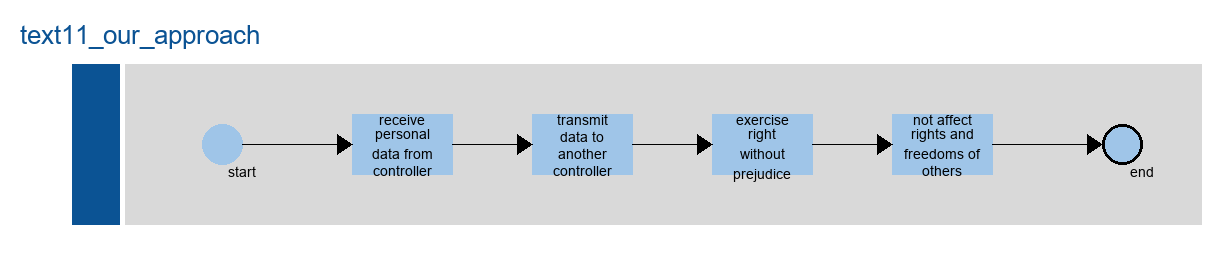 text11_our_approach
start
receive
personal
data from
controller
transmit
data to
another
controller
exercise
right
without
prejudice
not affect
rights and
freedoms of
others
end